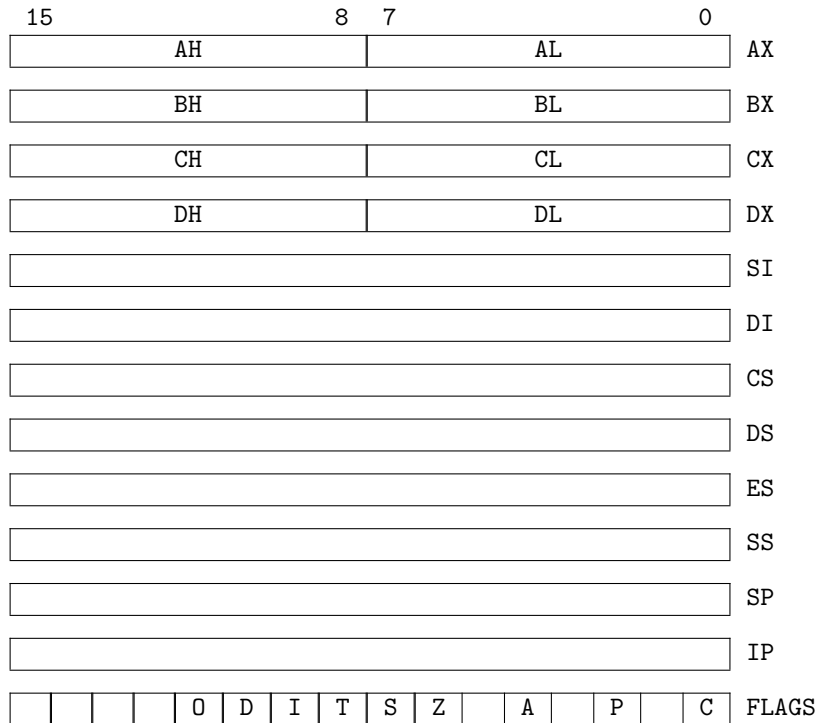 15 8 7 0
AH AL AX
BH BL BX
CH CL CX
DH DL DX
SI
DI
CS
DS
ES
SS
SP
IP
O D I T S Z A P C FLAGS